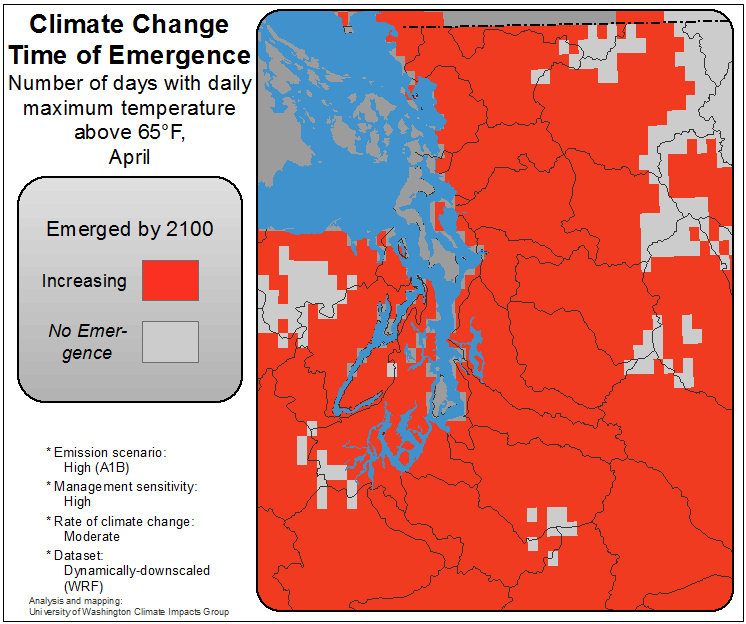 Climate Change
Time of Emergence
Number of days with daily
maximum temperature
above 65°F,
April
Emerged by 2100
Increasing
No Emer-
gence
* Emission scenario:
High (A1B)
* Management sensitivity:
High
* Rate of climate change:
Moderate
* Dataset:
Dynamically-downscaled
(WRF)
Analysis and mapping:
University of Washington Climate Impacts Group